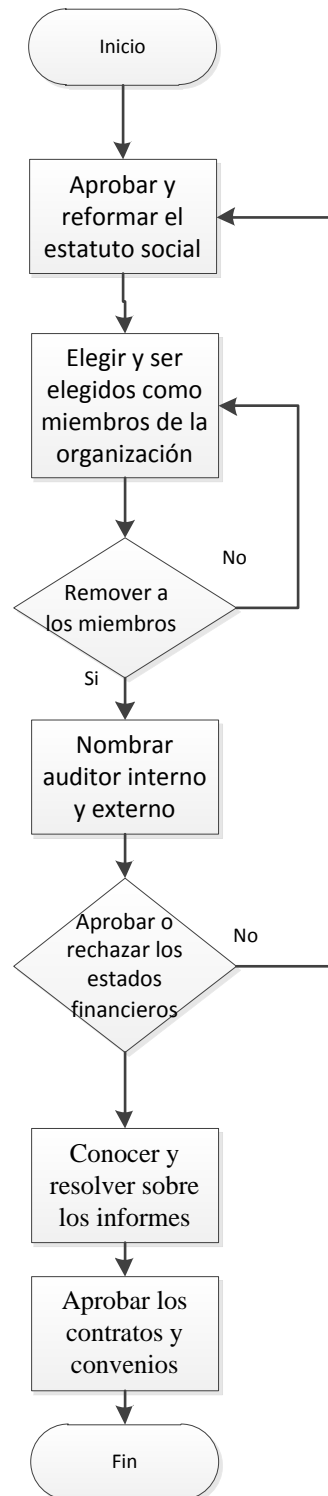 Inicio
Aprobar y
reformar el
estatuto social
Elegir y ser
elegidos como
miembros de la
organización
No
Remover a
los miembros
Si
Nombrar
auditor interno
y externo
No
Aprobar o
rechazar los
estados
financieros
Conocer y
resolver sobre
los informes
Aprobar los
contratos y
convenios
Fin